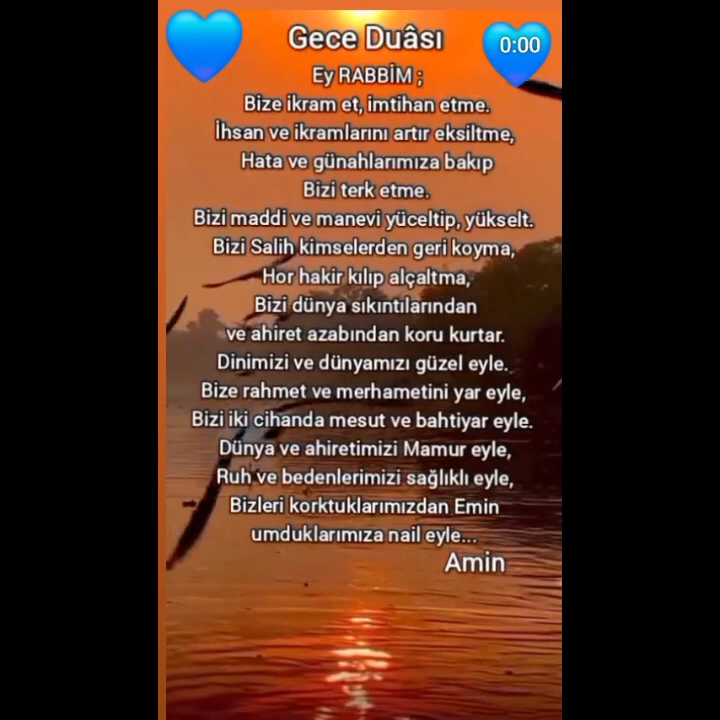 Gece Duâsı
0:00
Ey RABBİM ;
Bize ikram et, imtihan etme.
İhsan ve ikramlarını artır eksiltme,
Hata ve günahlarımıza bakıp
Bizi terk etme.
Bizi maddi ve manevi yüceltip, yükselt.
Bizi Salih kimselerden geri koyma,
Hor hakir kılıp alçaltma,
Bizi dünya sıkıntılarından
ve ahiret azabından koru kurtar.
Dinimizi ve dünyamızı güzel eyle.
Bize rahmet ve merhametini yar eyle,
Bizi iki cihanda mesut ve bahtiyar eyle.
Dünya ve ahiretimizi Mamur eyle,
Ruh ve bedenlerimizi sağlıklı eyle,
Bizleri korktuklarımızdan Emin
umduklarımıza nail eyle...
Amin